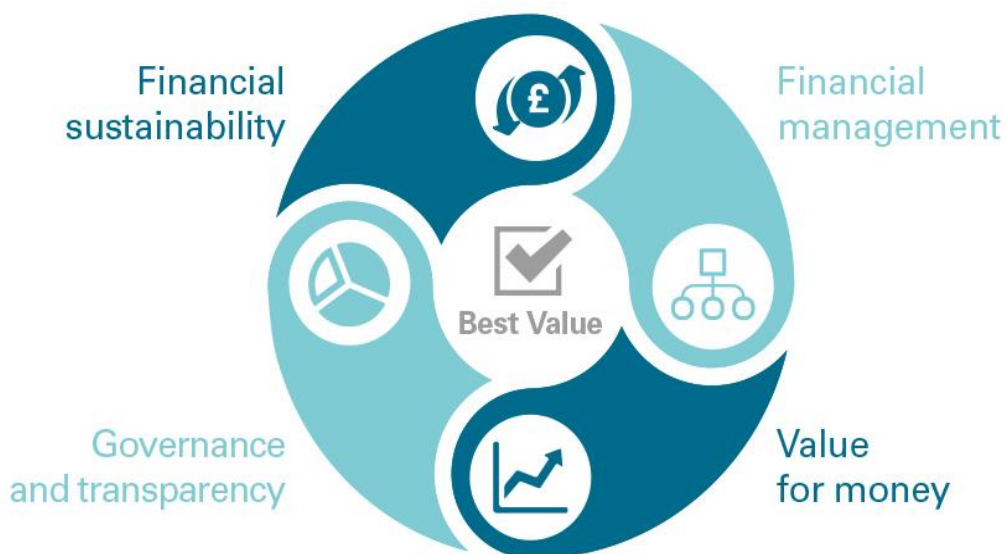 Financial
sustainability
£
Financial
management
Best Value
Governance
and transparency
Value
for money